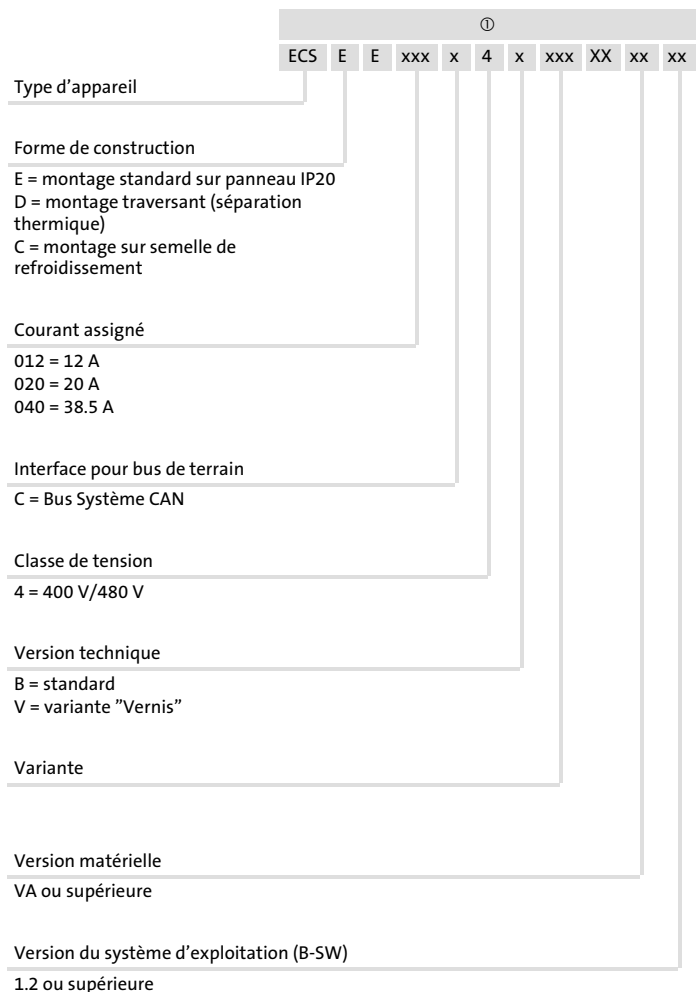 ①
ECS E E xxx x 4 x xxx XX xx xx
Type d'appareil
Forme de construction
E = montage standard sur panneau IP20
D = montage traversant (séparation
thermique)
C = montage sur semelle de
refroidissement
Courant assigné
012 = 12 A
020 = 20 A
040 = 38.5 A
Interface pour bus de terrain
C = Bus Système CAN
Classe de tension
4 = 400 V/480 V
Version technique
B = standard
V = variante ”Vernis”
Variante
Version matérielle
VA ou supérieure
Version du système d'exploitation (B-SW)
1.2 ou supérieure